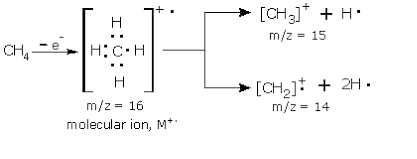 CH4 – e- [H : C • H H H]+•
m/z = 16
molecular ion, M+•
[CH3]+ + H•
m/z = 15
[CH2]+• + 2H•
m/z = 14